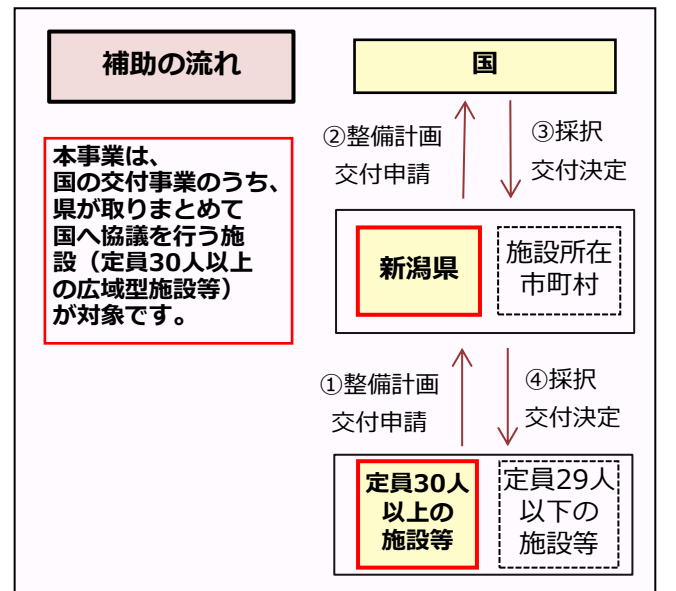 補助の流れ
国
本事業は、
国の交付事業のうち、
県が取りまとめて
国へ協議を行う施
設（定員30人以上
の広域型施設等）
が対象です。
②整備計画
交付申請
③採択
交付決定
新潟県
施設所在
市町村
①整備計画
交付申請
④採択
交付決定
定員30人
以上の
施設等
定員29人
以下の
施設等